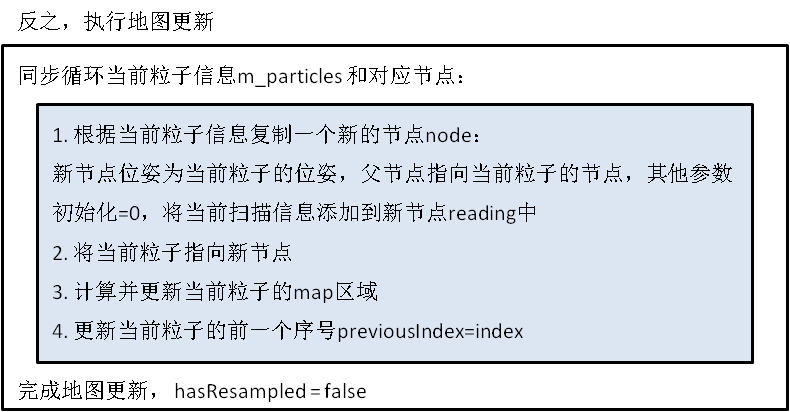 反之，执行地图更新
同步循环当前粒子信息m_particles 和对应节点：
1. 根据当前粒子信息复制一个新的节点node：
新节点位姿为当前粒子的位姿，父节点指向当前粒子的节点，其他参数
初始化=0，将当前扫描信息添加到新节点reading中
2. 将当前粒子指向新节点
3. 计算并更新当前粒子的map区域
4. 更新当前粒子的前一个序号previousIndex=index
完成地图更新， hasResampled = false